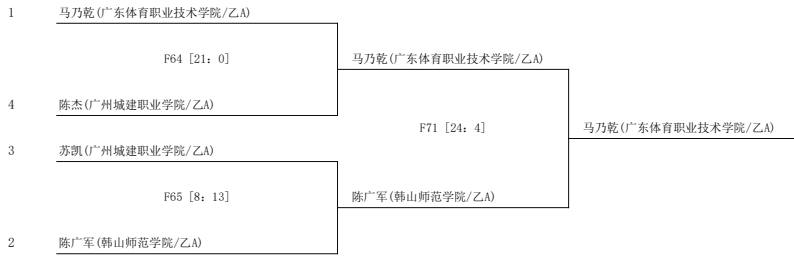 1 马乃乾(广东体育职业技术学院/乙A)
F64 [21: 0]
马乃乾(广东体育职业技术学院/乙A)
4 陈杰(广州城建职业学院/乙A)
F71 [24: 4]
马乃乾(广东体育职业技术学院/乙A)
3 苏凯(广州城建职业学院/乙A)
F65 [8: 13]
陈广军(韩山师范学院/乙A)
2 陈广军(韩山师范学院/乙A)